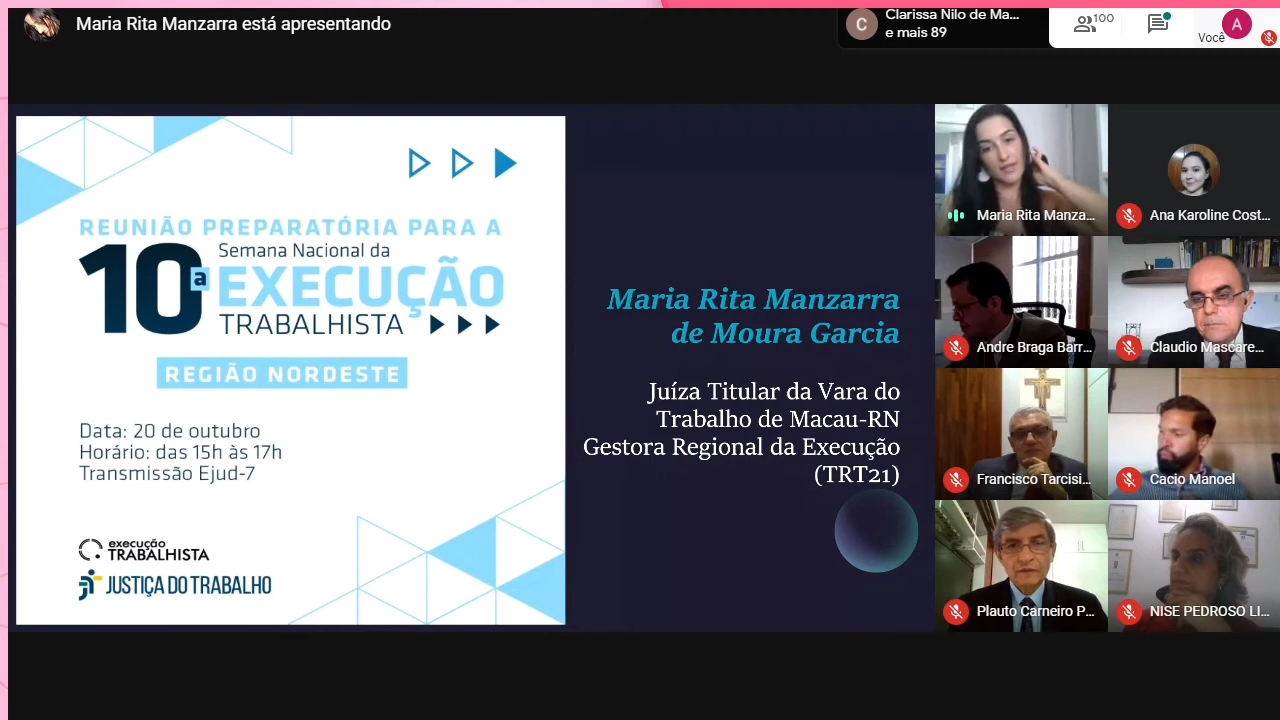 Maria Rita Manzarra está apresentando
C
Clarissa Nilo de Ma...
e mais 89
100
Você
A
REUNIÃO PREPARATÓRIA PARA A
10ª
Semana Nacional da
EXECUÇÃO
TRABALHISTA
REGIÃO NORDESTE
Data: 20 de outubro
Horário: das 15h às 17h
Transmissão Ejud-7
execução
TRABALHISTA
JUSTIÇA DO TRABALHO
Maria Rita Manzarra
de Moura Garcia
Juíza Titular da Vara do
Trabalho de Macau-RN
Gestora Regional da Execução
(TRT21)
Maria Rita Manza...
Ana Karoline Cost...
Andre Braga Barr...
Claudio Mascare...
Francisco Tarcisi...
Cacio Manoel
Plauto Carneiro P...
NISE PEDROSO LI...